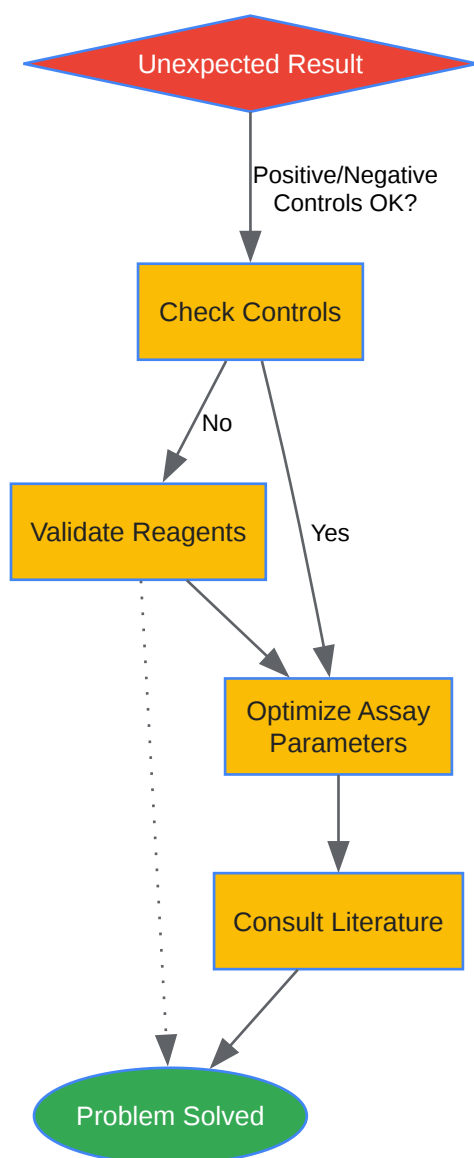 Unexpected Result
Positive/Negative
Controls OK?
Check Controls
No
Validate Reagents
Yes
Optimize Assay
Parameters
Consult Literature
Problem Solved